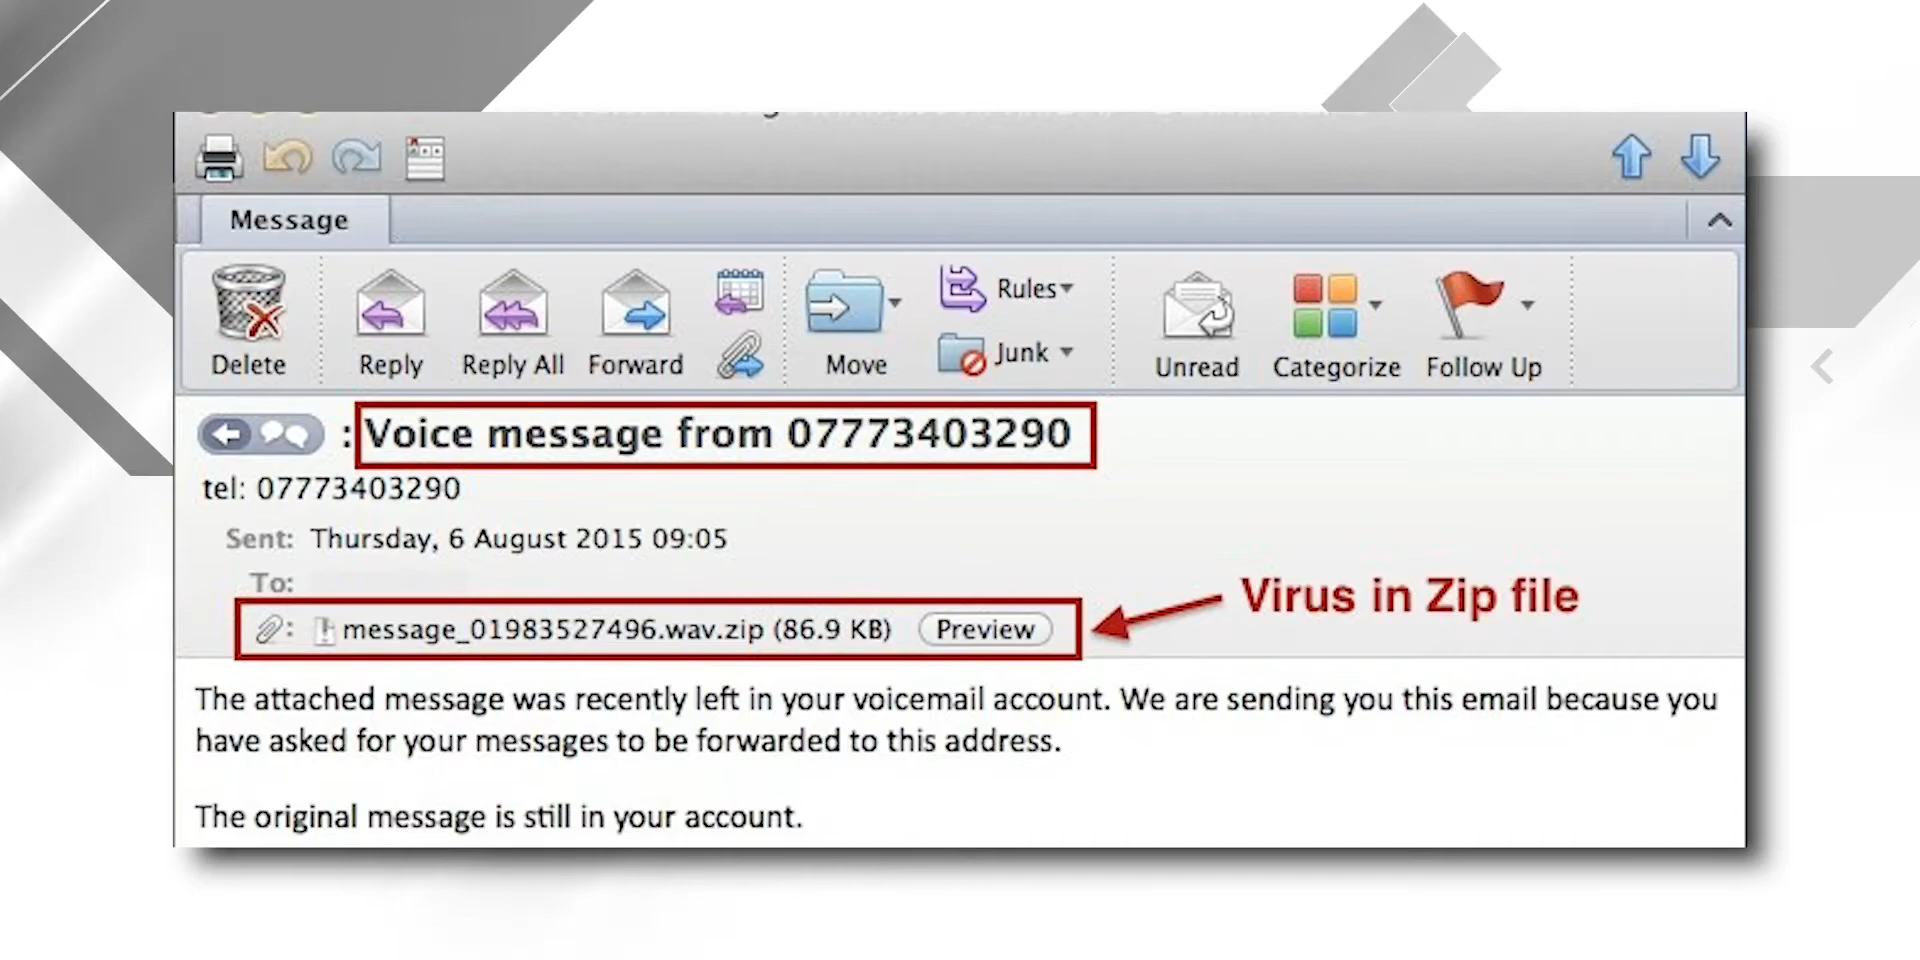 Message
Delete
Reply
Reply All
Forward
Move
Rules
Junk
Unread
Categorize
Follow Up
: Voice message from 07773403290
tel: 07773403290
Sent: Thursday, 6 August 2015 09:05
To:
: message_01983527496.wav.zip (86.9 KB) Preview
Virus in Zip file
The attached message was recently left in your voicemail account. We are sending you this email because you
have asked for your messages to be forwarded to this address.
The original message is still in your account.